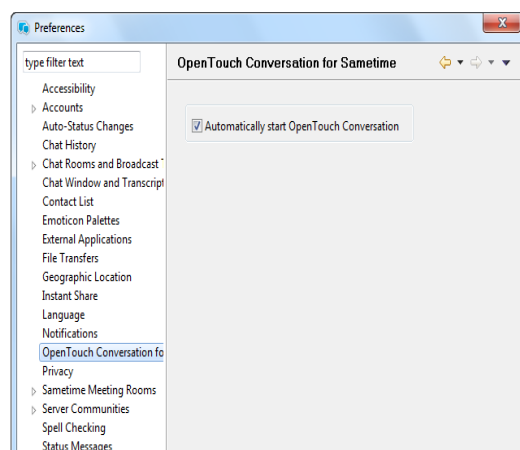 Preferences
type filter text
OpenTouch Conversation for Sametime
Accessibility
Accounts
Auto-Status Changes
Chat History
Chat Rooms and Broadcast
Chat Window and Transcript
Contact List
Emoticon Palettes
External Applications
File Transfers
Geographic Location
Instant Share
Language
Notifications
OpenTouch Conversation fo
Privacy
Sametime Meeting Rooms
Server Communities
Spell Checking
Status Messages
Automatically start OpenTouch Conversation